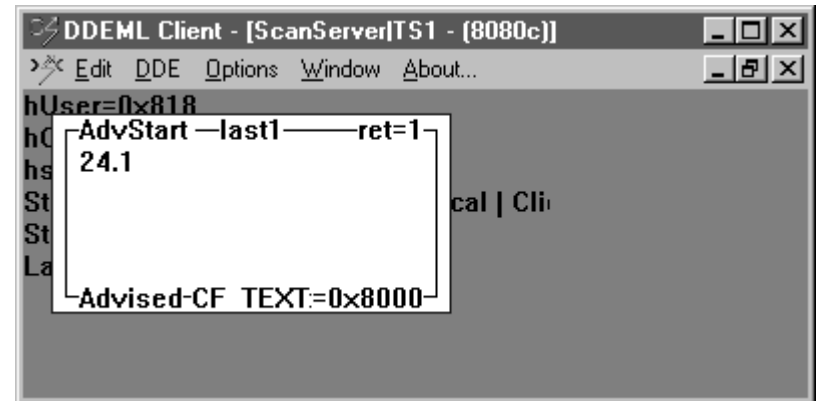 DDEML Client - [ScanServer|TS1 - (8080c)]
Edit DDE Options Window About...
hUser=0x818
AdvStart last1 ret=1
24.1
cal | Cli
Advised-CF_TEXT:=0x8000